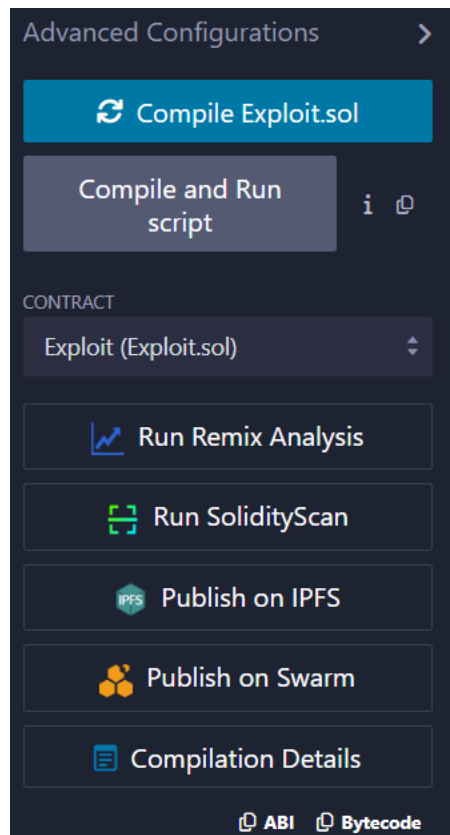 Advanced Configurations
Compile Exploit.sol
Compile and Run
script
i
CONTRACT
Exploit (Exploit.sol)
Run Remix Analysis
Run SolidityScan
IPFS Publish on IPFS
Publish on Swarm
Compilation Details
ABI Bytecode